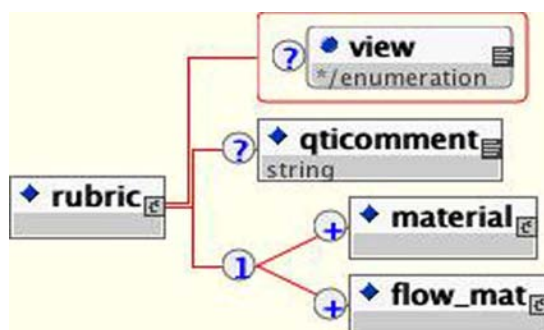 ? view
*/enumeration
? qticomment
string
rubric
+ material
1
+ flow_mat